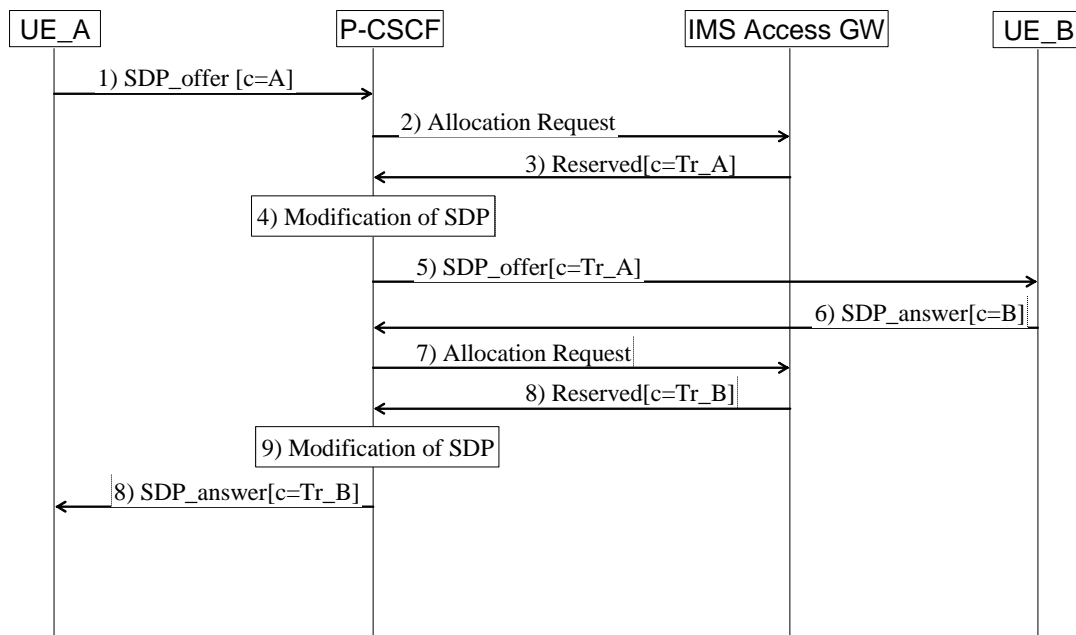 UE_A
P-CSCF
IMS Access GW
UE_B
1) SDP_offer [c=A]
2) Allocation Request
3) Reserved[c=Tr_A]
4) Modification of SDP
5) SDP_offer[c=Tr_A]
6) SDP_answer[c=B]
7) Allocation Request
8) Reserved[c=Tr_B]
9) Modification of SDP
8) SDP_answer[c=Tr_B]